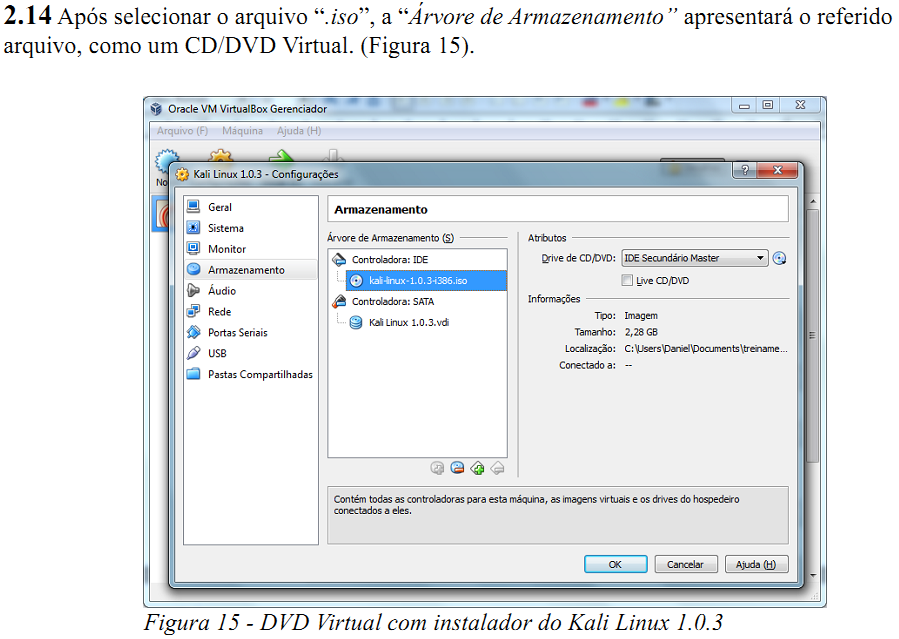 2.14 Após selecionar o arquivo “.iso”, a “Árvore de Armazenamento” apresentará o referido
arquivo, como um CD/DVD Virtual. (Figura 15).
Oracle VM VirtualBox Gerenciador
Arquivo (F) Máquina Ajuda (H)
No
Kali Linux 1.0.3 - Configurações
Geral
Sistema
Monitor
Armazenamento
Áudio
Rede
Portas Seriais
USB
Pastas Compartilhadas
Armazenamento
Árvore de Armazenamento (S)
Controladora: IDE
kali-linux-1.0.3-i386.iso
Controladora: SATA
Kali Linux 1.0.3.vdi
Atributos
Drive de CD/DVD: IDE Secundário Master
Live CD/DVD
Informações
Tipo: Imagem
Tamanho: 2,28 GB
Localização: C:\Users\Daniel\Documents\treiname...
Conectado a: --
Contém todas as controladoras para esta máquina, as imagens virtuais e os drives do hospedeiro
conectados a eles.
OK Cancelar Ajuda (H)
Figura 15 - DVD Virtual com instalador do Kali Linux 1.0.3